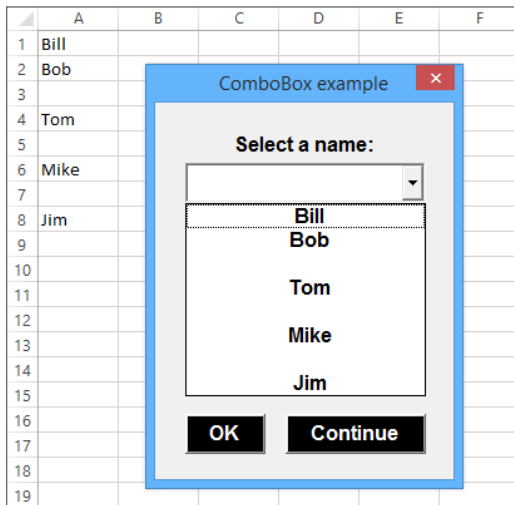 A B C D E F
1 Bill
2 Bob
ComboBox example ×
3
4 Tom
5
Select a name:
6 Mike
7
8 Jim
Bill
9
Bob
10
11
Tom
12
13
Mike
14
15
Jim
16
OK Continue
17
18
19